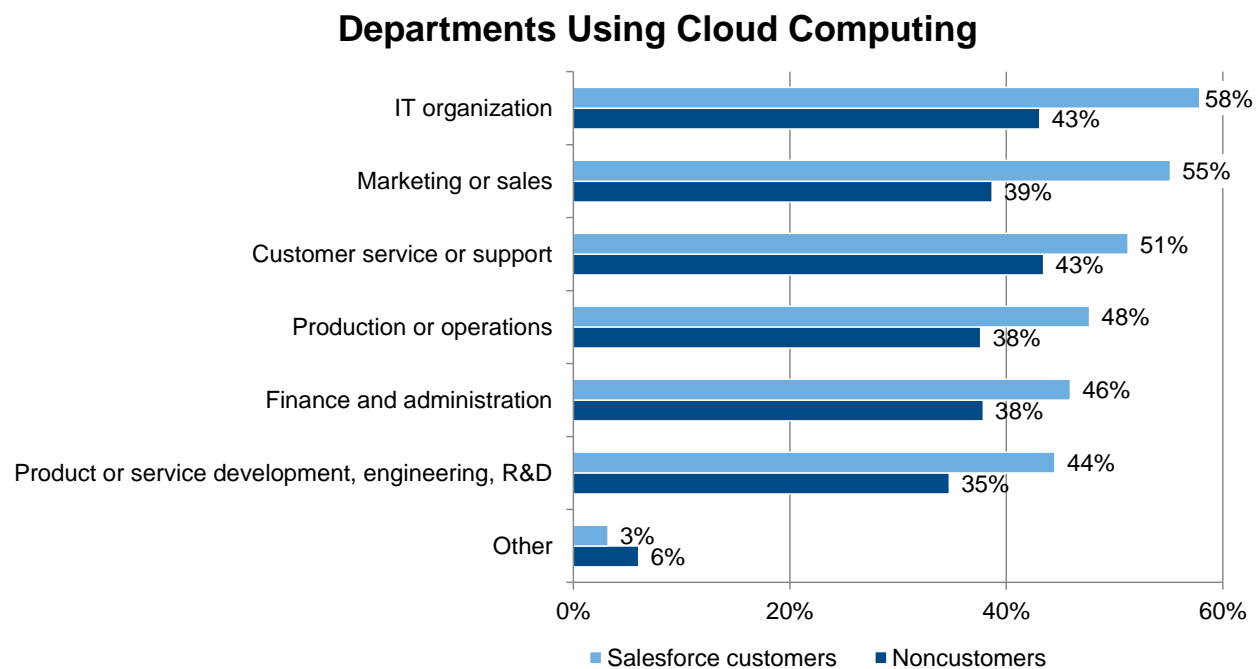 Departments Using Cloud Computing
IT organization
58%
43%
Marketing or sales
55%
39%
Customer service or support
51%
43%
Production or operations
48%
38%
Finance and administration
46%
38%
Product or service development, engineering, R&D
44%
35%
Other
3%
6%
0% 20% 40% 60%
Salesforce customers Noncustomers